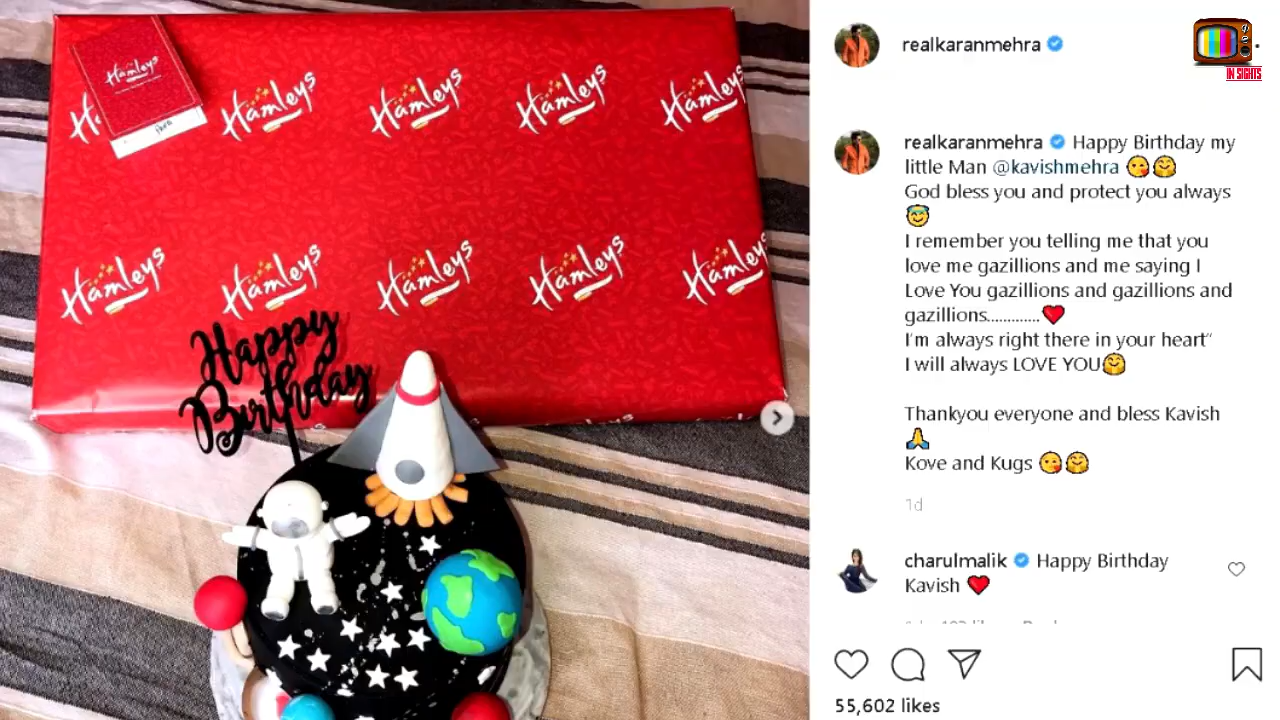 Hamleys
Hamleys Hamleys Hamleys Hamleys
Hamleys Hamleys Hamleys Hamleys Hamleys
Happy
Birthday
realkaranmehra
IN SIGHTS
realkaranmehra Happy Birthday my
little Man @kavishmehra 😘🤗
God bless you and protect you always
😇
I remember you telling me that you
love me gazillions and me saying I
Love You gazillions and gazillions and
gazillions.............❤️
I'm always right there in your heart"
I will always LOVE YOU🤗
Thankyou everyone and bless Kavish
🙏
Kove and Kugs 😘🤗
1d
charulmalik Happy Birthday
Kavish ❤️
55,602 likes